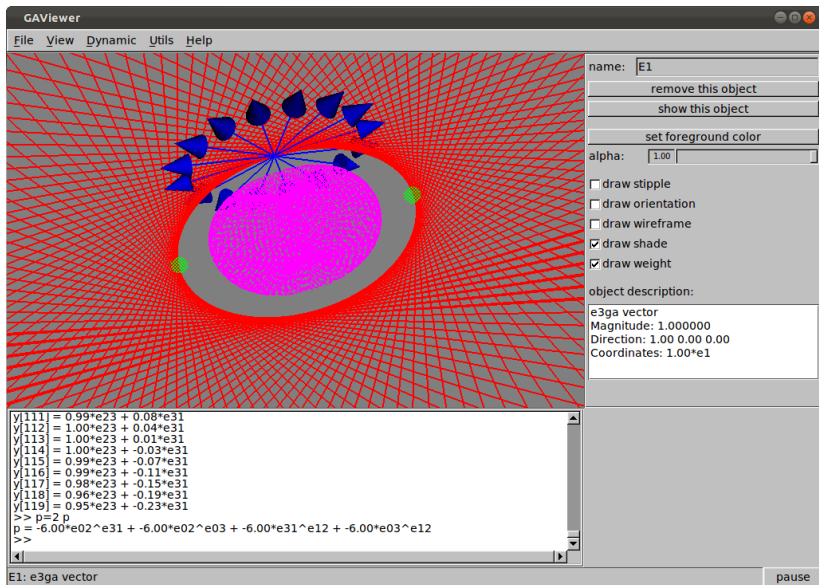 GAViewer
File View Dynamic Utils Help
name: E1
remove this object
show this object
set foreground color
alpha: 1.00
draw stipple
draw orientation
draw wireframe
draw shade
draw weight
object description:
e3ga vector
Magnitude: 1.000000
Direction: 1.00 0.00 0.00
Coordinates: 1.00*e1
y[111] = 0.99*e23 + 0.08*e31
y[112] = 1.00*e23 + 0.04*e31
y[113] = 1.00*e23 + 0.01*e31
y[114] = 1.00*e23 + -0.03*e31
y[115] = 0.99*e23 + -0.07*e31
y[116] = 0.99*e23 + -0.11*e31
y[117] = 0.98*e23 + -0.15*e31
y[118] = 0.96*e23 + -0.19*e31
y[119] = 0.95*e23 + -0.23*e31
>> p=2 p
p = -6.00*e02^e31 + -6.00*e02^e03 + -6.00*e31^e12 + -6.00*e03^e12
>>
E1: e3ga vector
pause